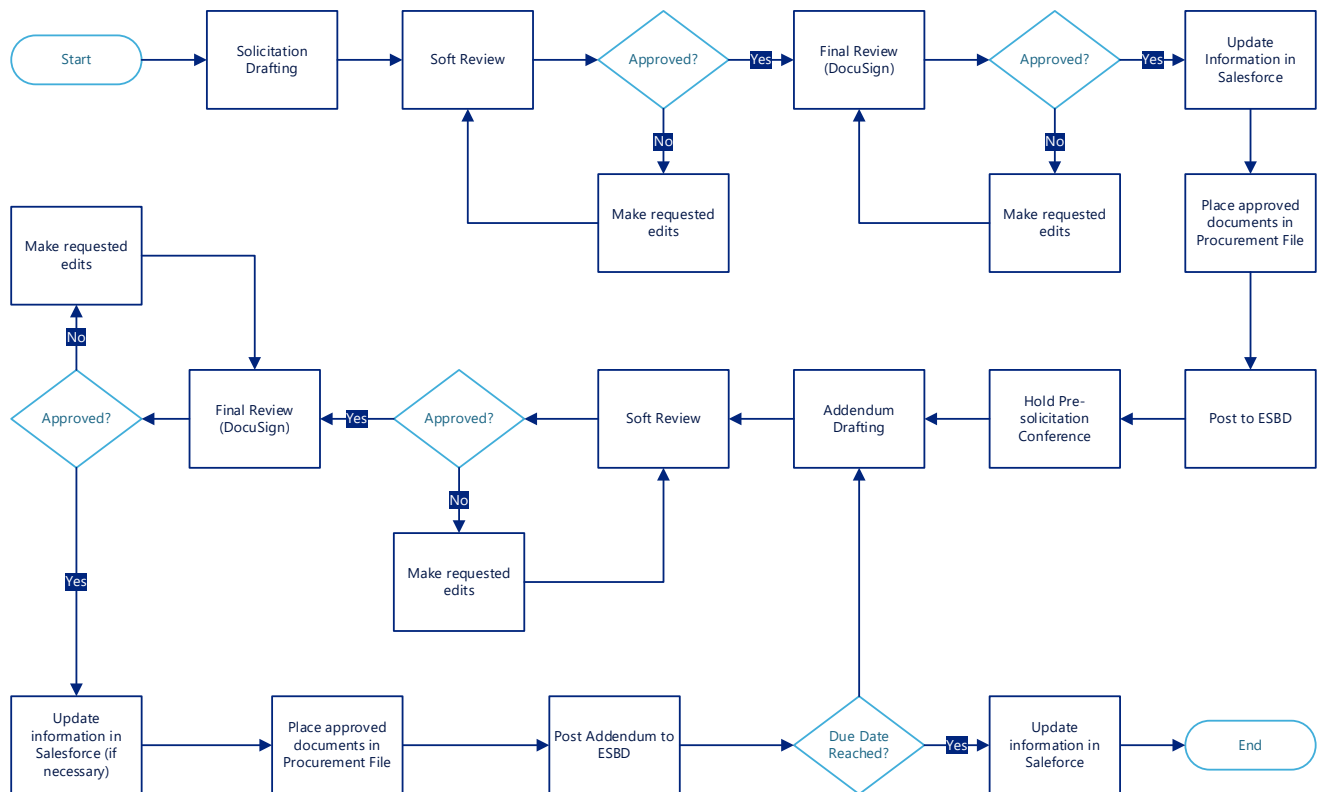 Start
Solicitation
Drafting
Soft Review
Approved?
Yes
Final Review
(DocuSign)
Approved?
Yes
Update
Information in
Salesforce
No
Make requested
edits
No
Make requested
edits
Place approved
documents in
Procurement File
Make requested
edits
No
Approved?
Final Review
(DocuSign)
Yes
Approved?
Soft Review
Addendum
Drafting
Hold Pre-
solicitation
Conference
Post to ESBD
No
Make requested
edits
Yes
Update
information in
Salesforce (if
necessary)
Place approved
documents in
Procurement File
Post Addendum to
ESBD
Due Date
Reached?
Yes
Update
information in
Saleforce
End